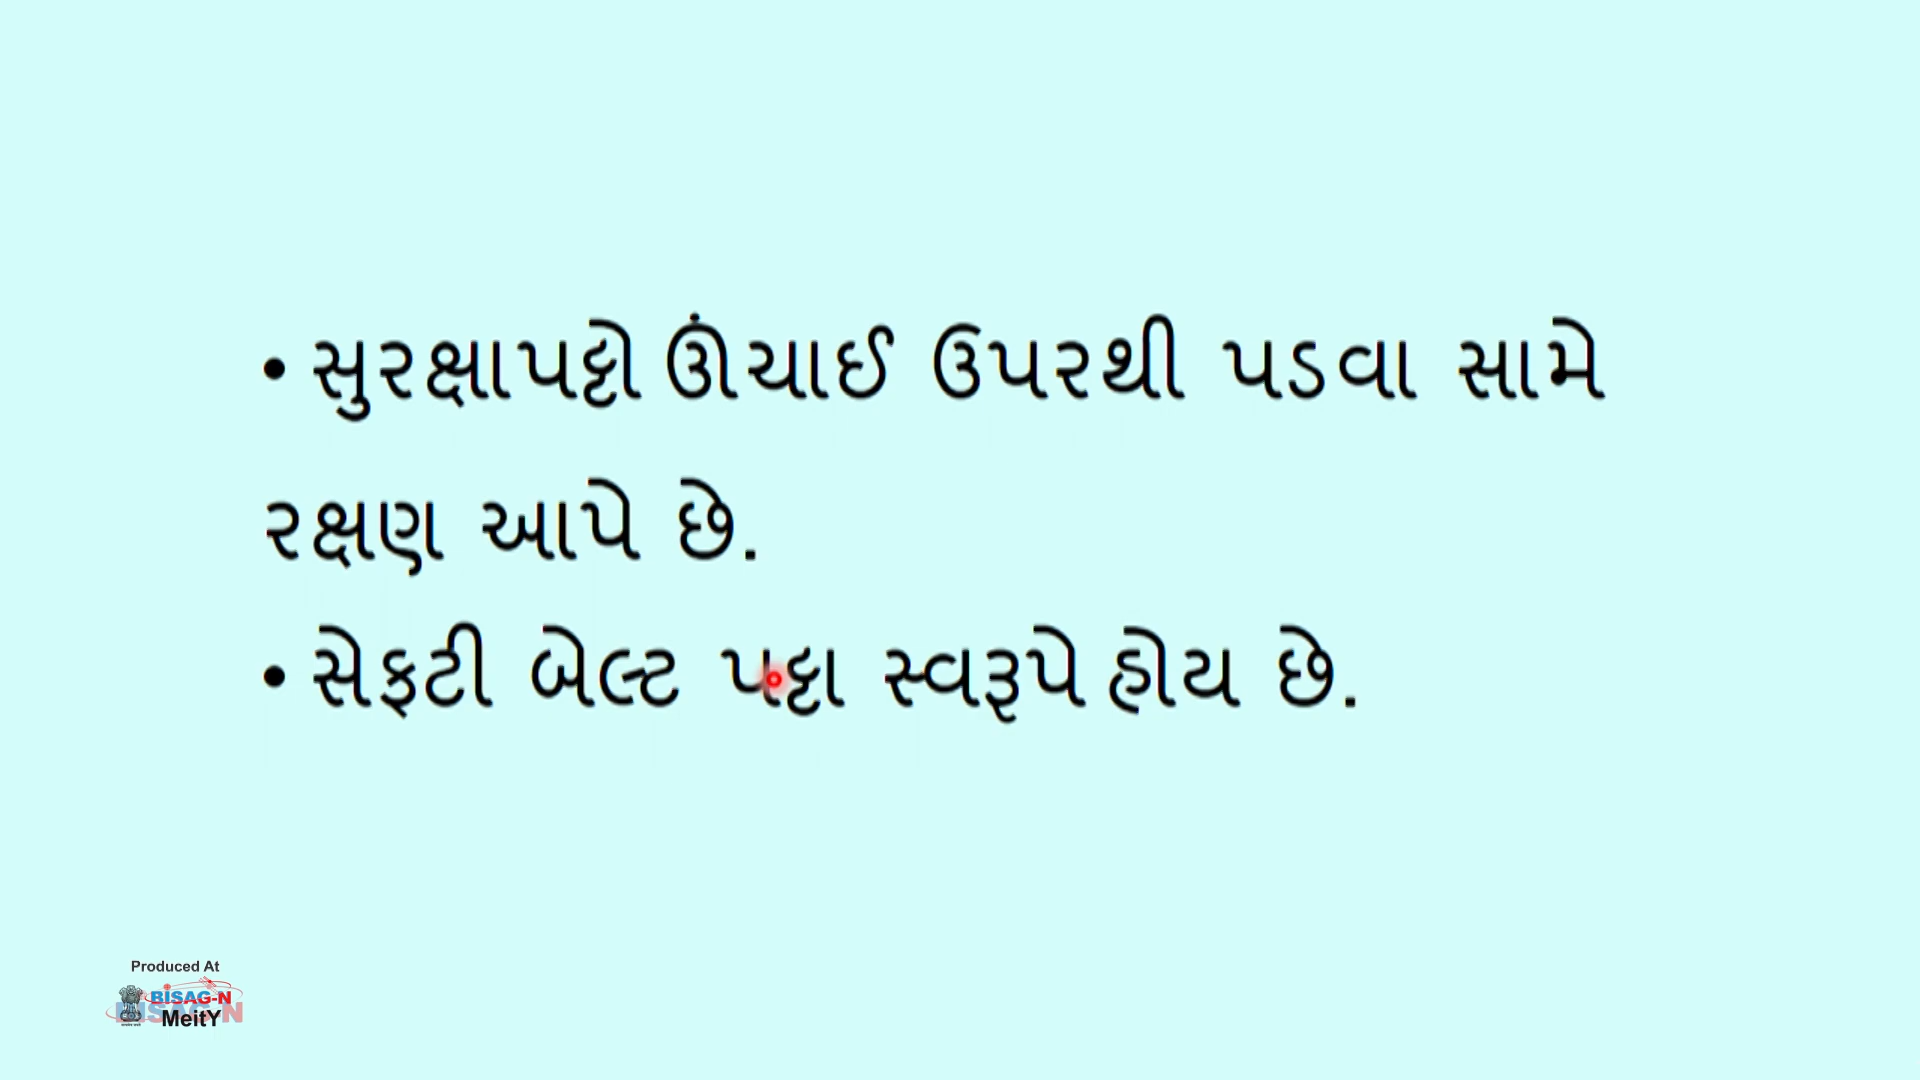 • સુરક્ષાપટ્ટો ઊંચાઈ ઉપરથી પડવા સામે
રક્ષણ આપે છે.
• સેફટી બેલ્ટ પટ્ટા સ્વરૂપે હોય છે.
Produced At
BISAG-N
MeitY